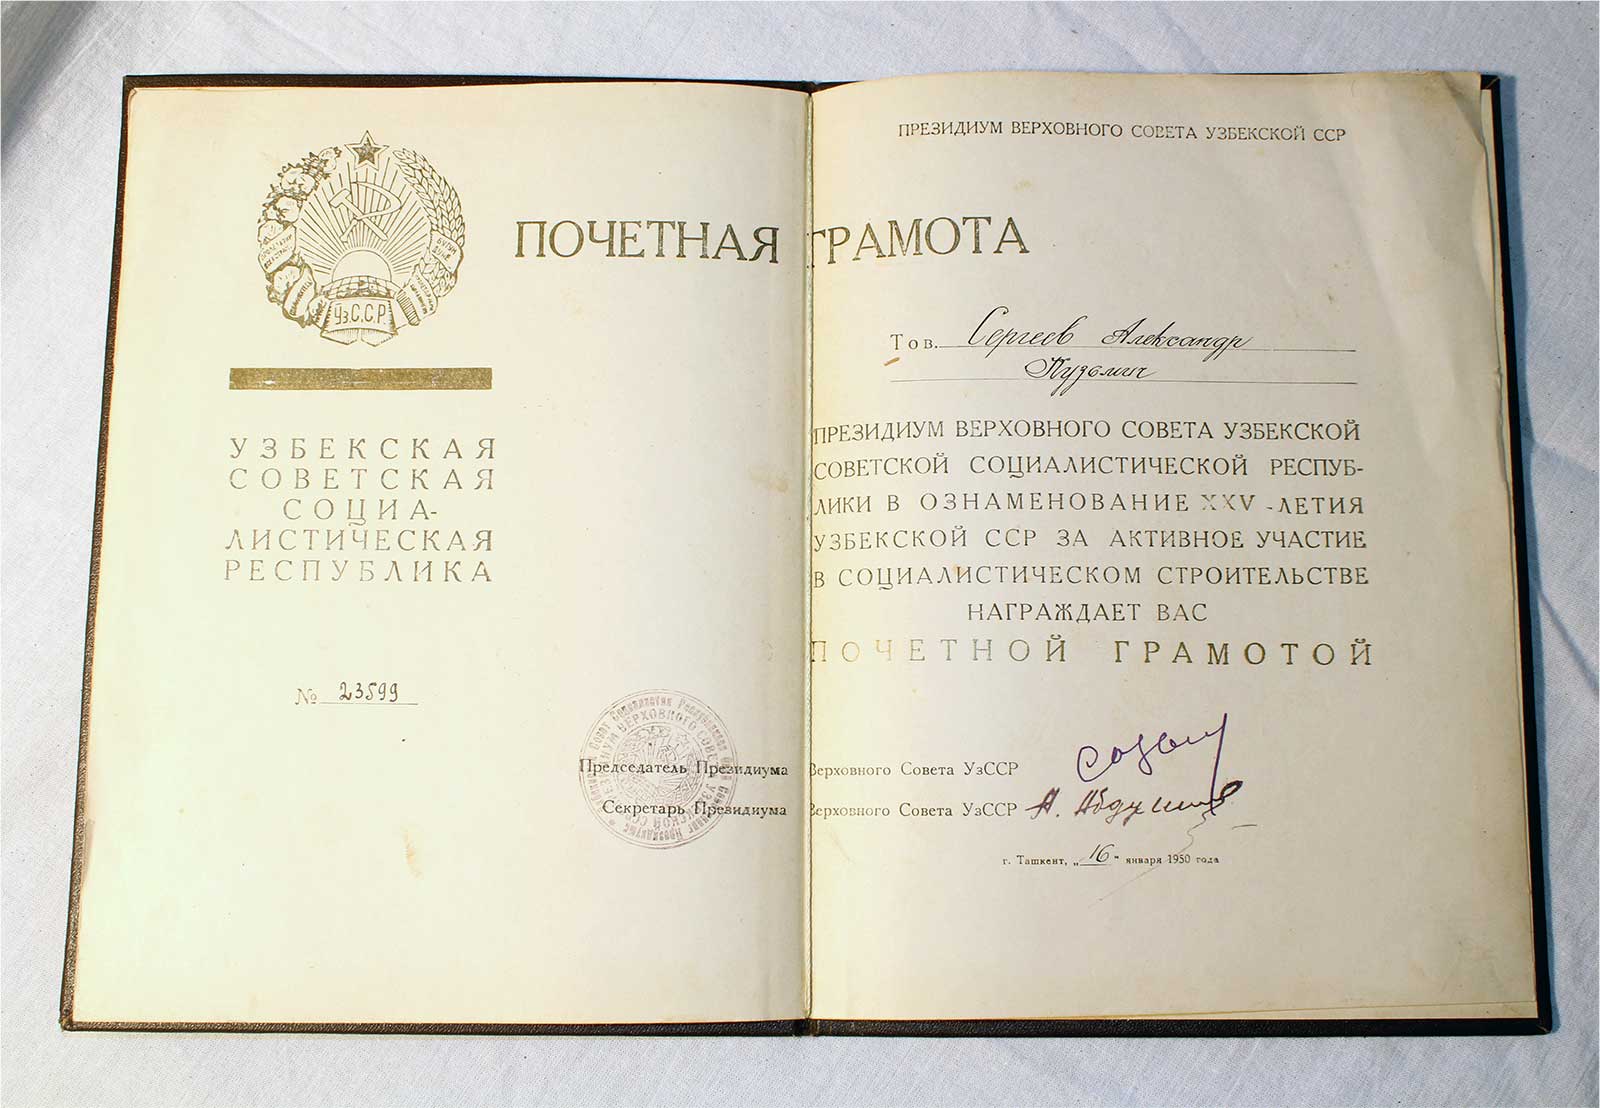 Уз.С.С.Р.
УЗБЕКСКАЯ
СОВЕТСКАЯ
СОЦИА-
ЛИСТИЧЕСКАЯ
РЕСПУБЛИКА
№ 23599
ПРЕЗИДИУМ ВЕРХОВНОГО СОВЕТА УЗБЕКСКОЙ ССР
ПОЧЕТНАЯ ГРАМОТА
Тов. Сергеев Александр
Кузьмич
ПРЕЗИДИУМ ВЕРХОВНОГО СОВЕТА УЗБЕКСКОЙ
СОВЕТСКОЙ СОЦИАЛИСТИЧЕСКОЙ РЕСПУБ-
ЛИКИ В ОЗНАМЕНОВАНИЕ XXV-ЛЕТИЯ
УЗБЕКСКОЙ ССР ЗА АКТИВНОЕ УЧАСТИЕ
В СОЦИАЛИСТИЧЕСКОМ СТРОИТЕЛЬСТВЕ
НАГРАЖДАЕТ ВАС
ПОЧЕТНОЙ ГРАМОТОЙ
Председатель Президиума Верховного Совета УзССР
Секретарь Президиума Верховного Совета УзССР
г. Ташкент, „16" января 1950 года